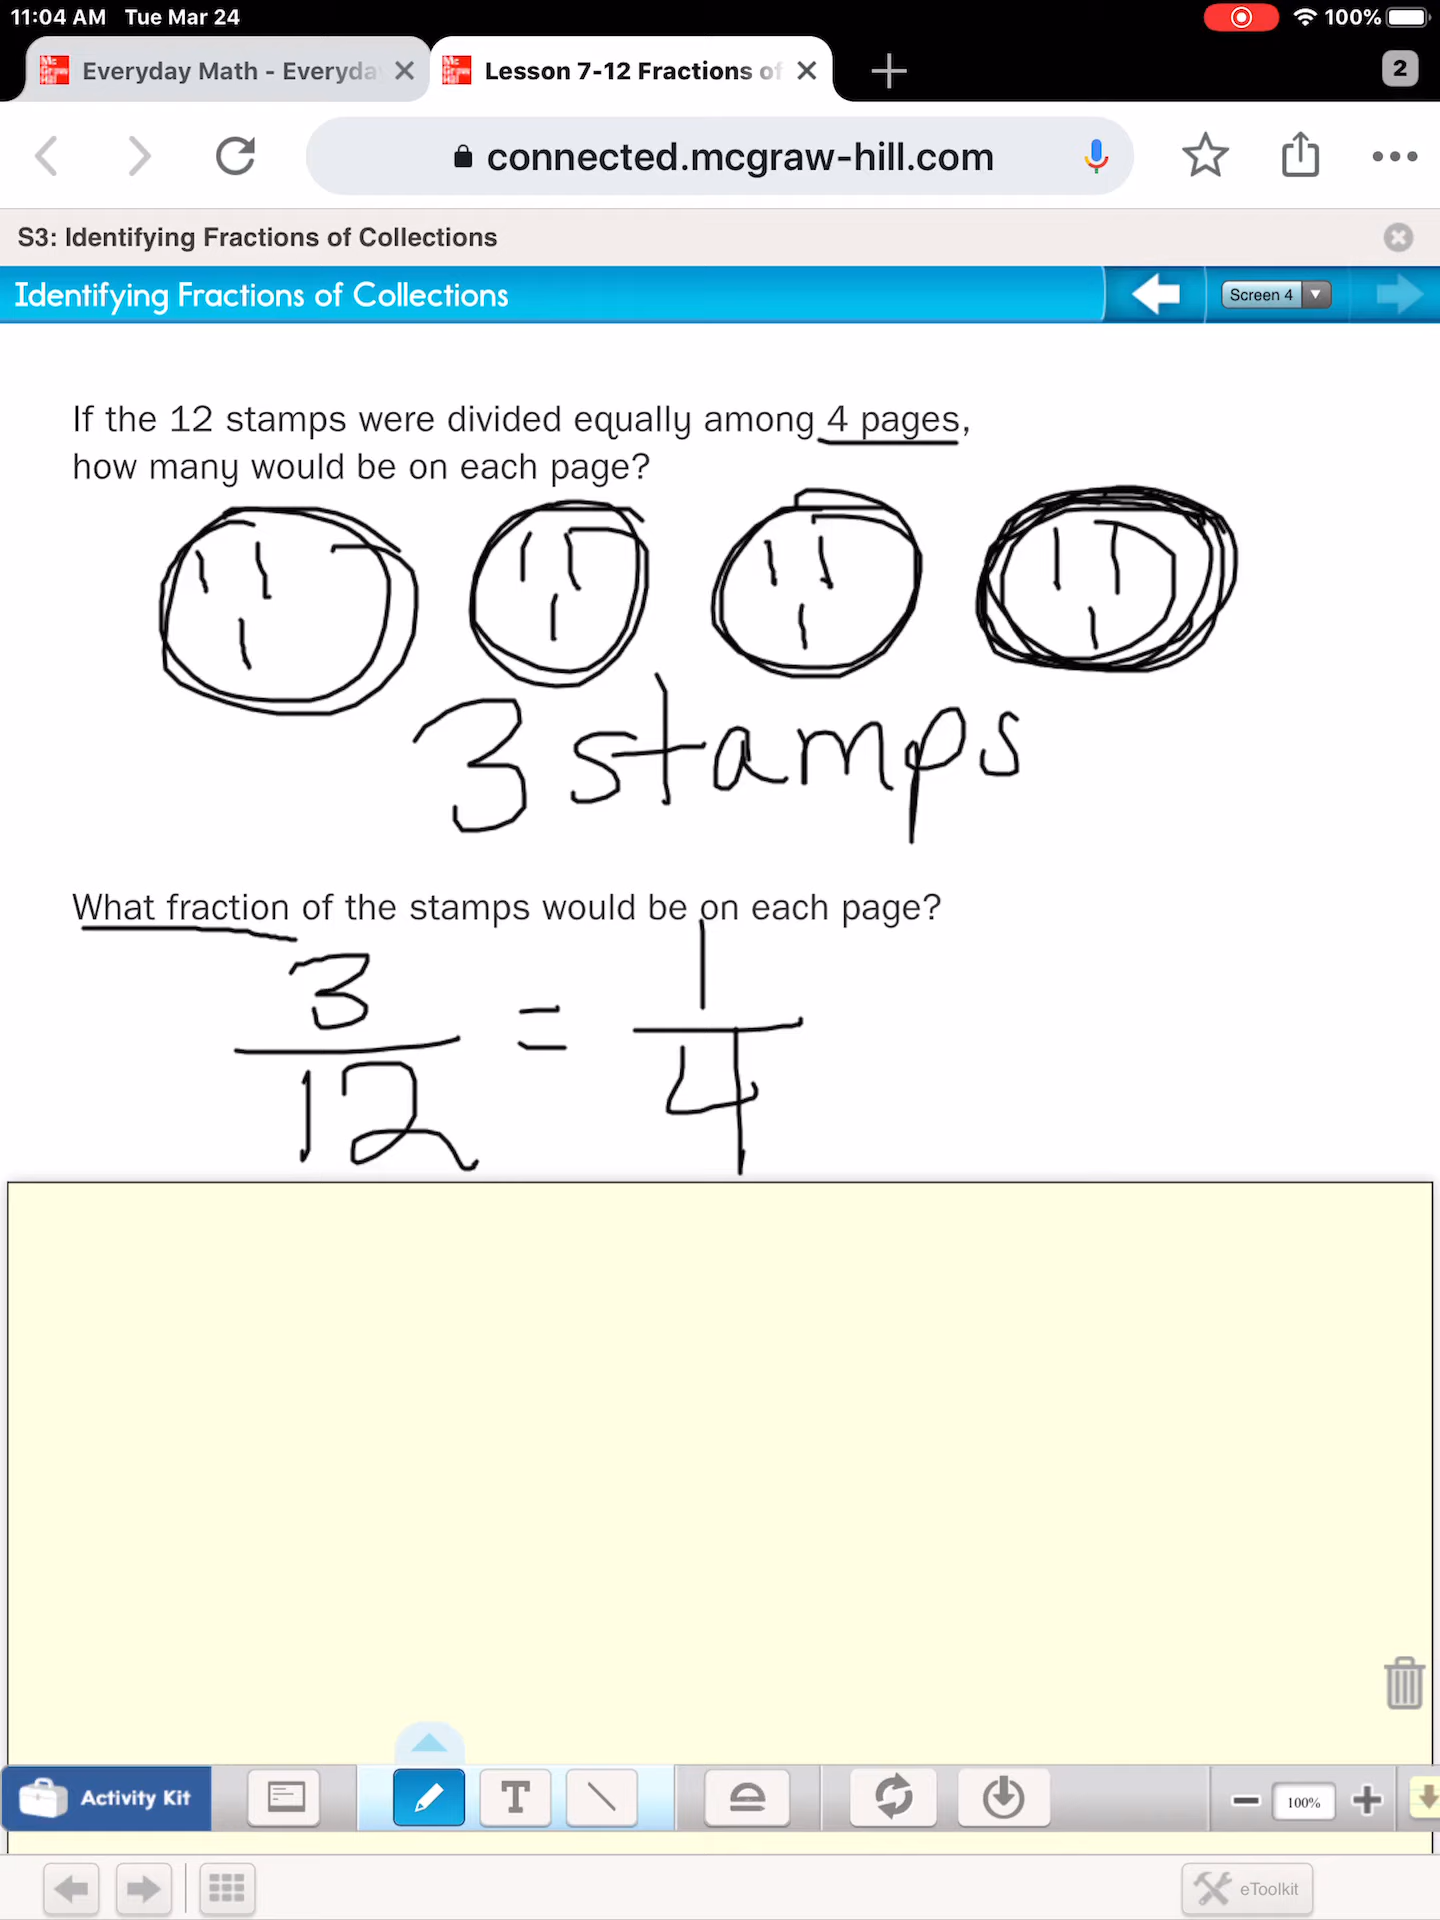 11:04 AM Tue Mar 24
100%
Everyday Math - Everyda
Lesson 7-12 Fractions of
2
connected.mcgraw-hill.com
S3: Identifying Fractions of Collections
Identifying Fractions of Collections
Screen 4
If the 12 stamps were divided equally among 4 pages,
how many would be on each page?
3 stamps
What fraction of the stamps would be on each page?
3/12 = 1/4
Activity Kit
T
100%
eToolkit